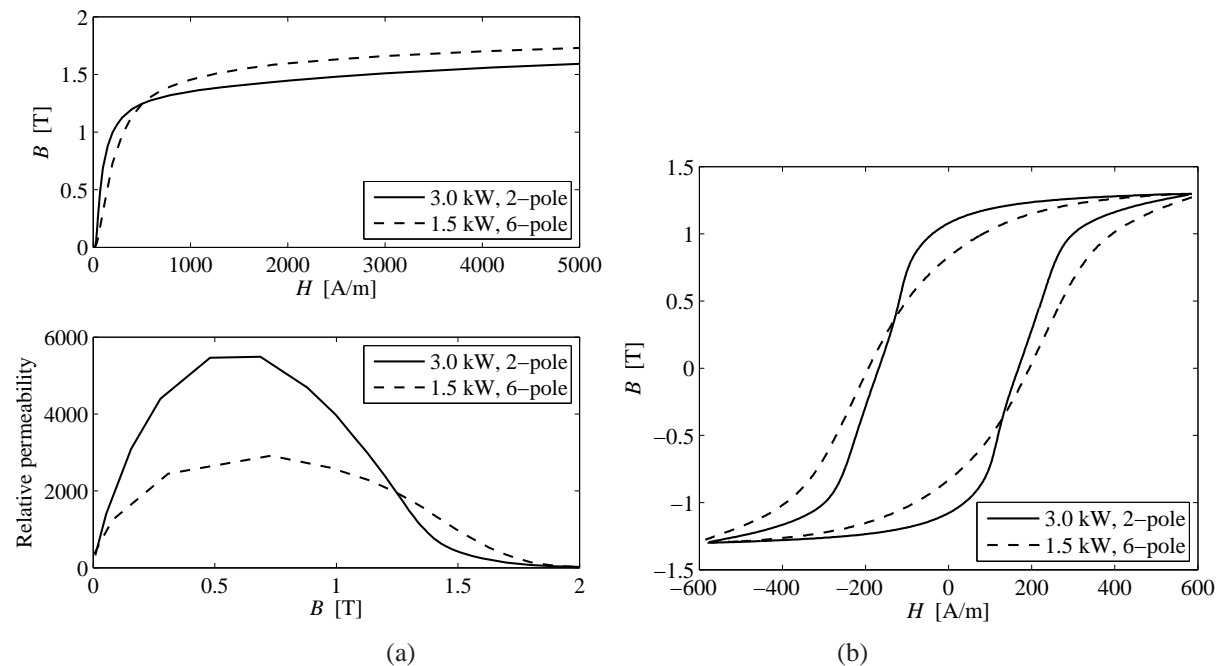 2
1.5
1
0.5
0
B [T]
3.0 kW, 2−pole
1.5 kW, 6−pole
0 1000 2000 3000 4000 5000
H [A/m]
6000
4000
2000
0
Relative permeability
3.0 kW, 2−pole
1.5 kW, 6−pole
0 0.5 1 1.5 2
B [T]
(a)
1.5
1
0.5
0
−0.5
−1
−1.5
B [T]
3.0 kW, 2−pole
1.5 kW, 6−pole
−600 −400 −200 0 200 400 600
H [A/m]
(b)